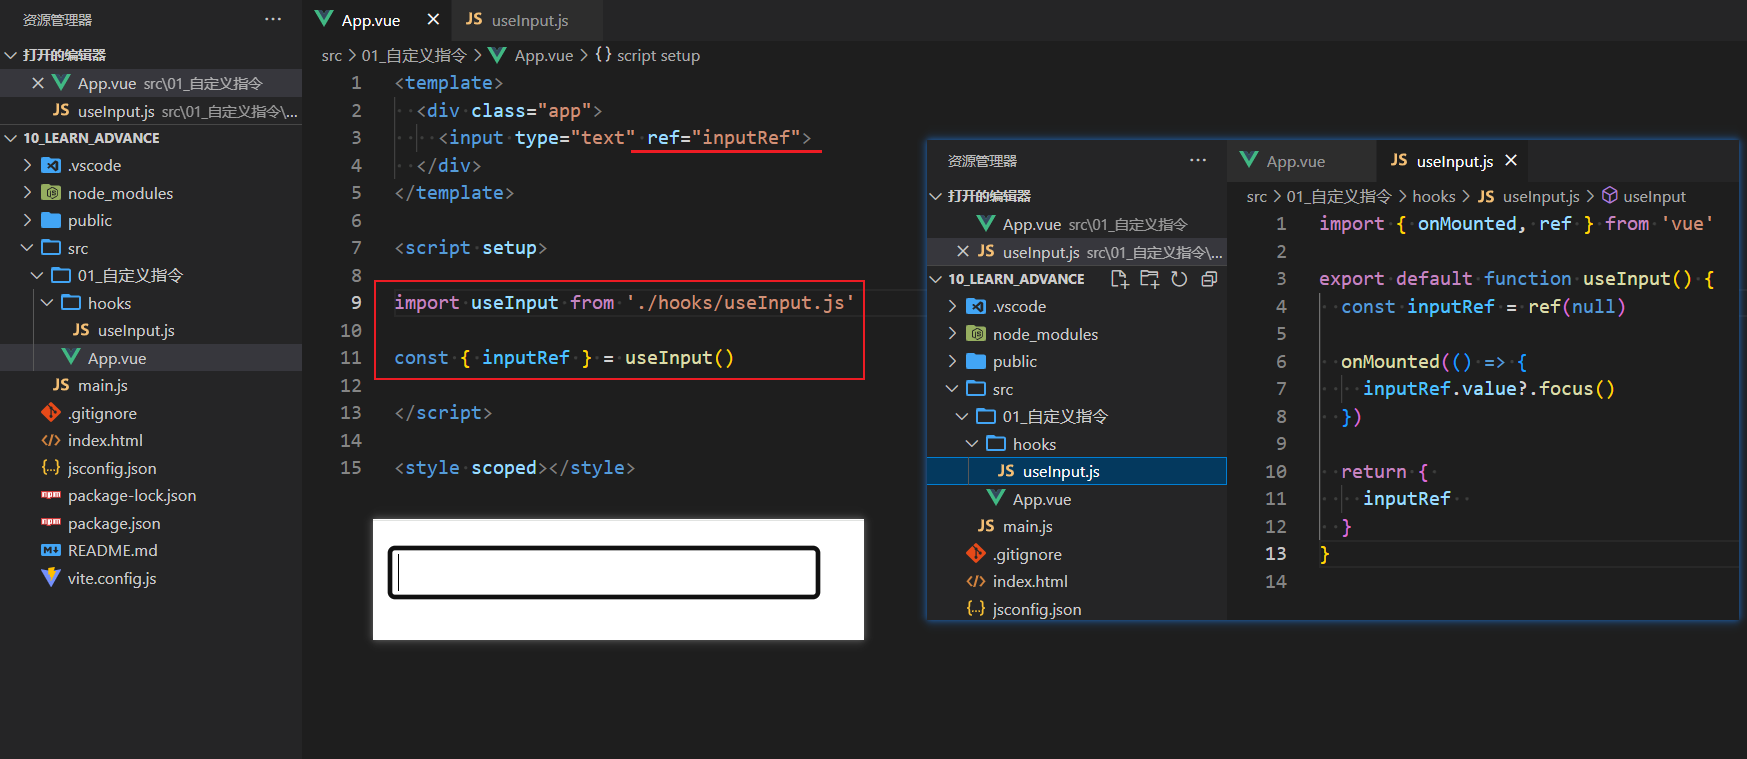 资源管理器 ···
打开的编辑器
App.vue src\01_自定义指令
JS useInput.js src\01_自定义指令\...
10_LEARN_ADVANCE
.vscode
node_modules
public
src
01_自定义指令
hooks
JS useInput.js
App.vue
JS main.js
.gitignore
index.html
jsconfig.json
package-lock.json
package.json
README.md
vite.config.js
App.vue JS useInput.js
src > 01_自定义指令 > App.vue > {} script setup
1 <template>
2 <div class="app">
3 <input type="text" ref="inputRef">
4 </div>
5 </template>
6
7 <script setup>
8
9 import useInput from './hooks/useInput.js'
10
11 const { inputRef } = useInput()
12
13 </script>
14
15 <style scoped></style>
资源管理器 ···
打开的编辑器
App.vue src\01_自定义指令
JS useInput.js src\01_自定义指令\...
10_LEARN_ADVANCE
.vscode
node_modules
public
src
01_自定义指令
hooks
JS useInput.js
App.vue
JS main.js
.gitignore
index.html
jsconfig.json
App.vue JS useInput.js
src > 01_自定义指令 > hooks > JS useInput.js > useInput
1 import { onMounted, ref } from 'vue'
2
3 export default function useInput() {
4 const inputRef = ref(null)
5
6 onMounted(() => {
7 inputRef.value?.focus()
8 })
9
10 return {
11 inputRef
12 }
13 }
14